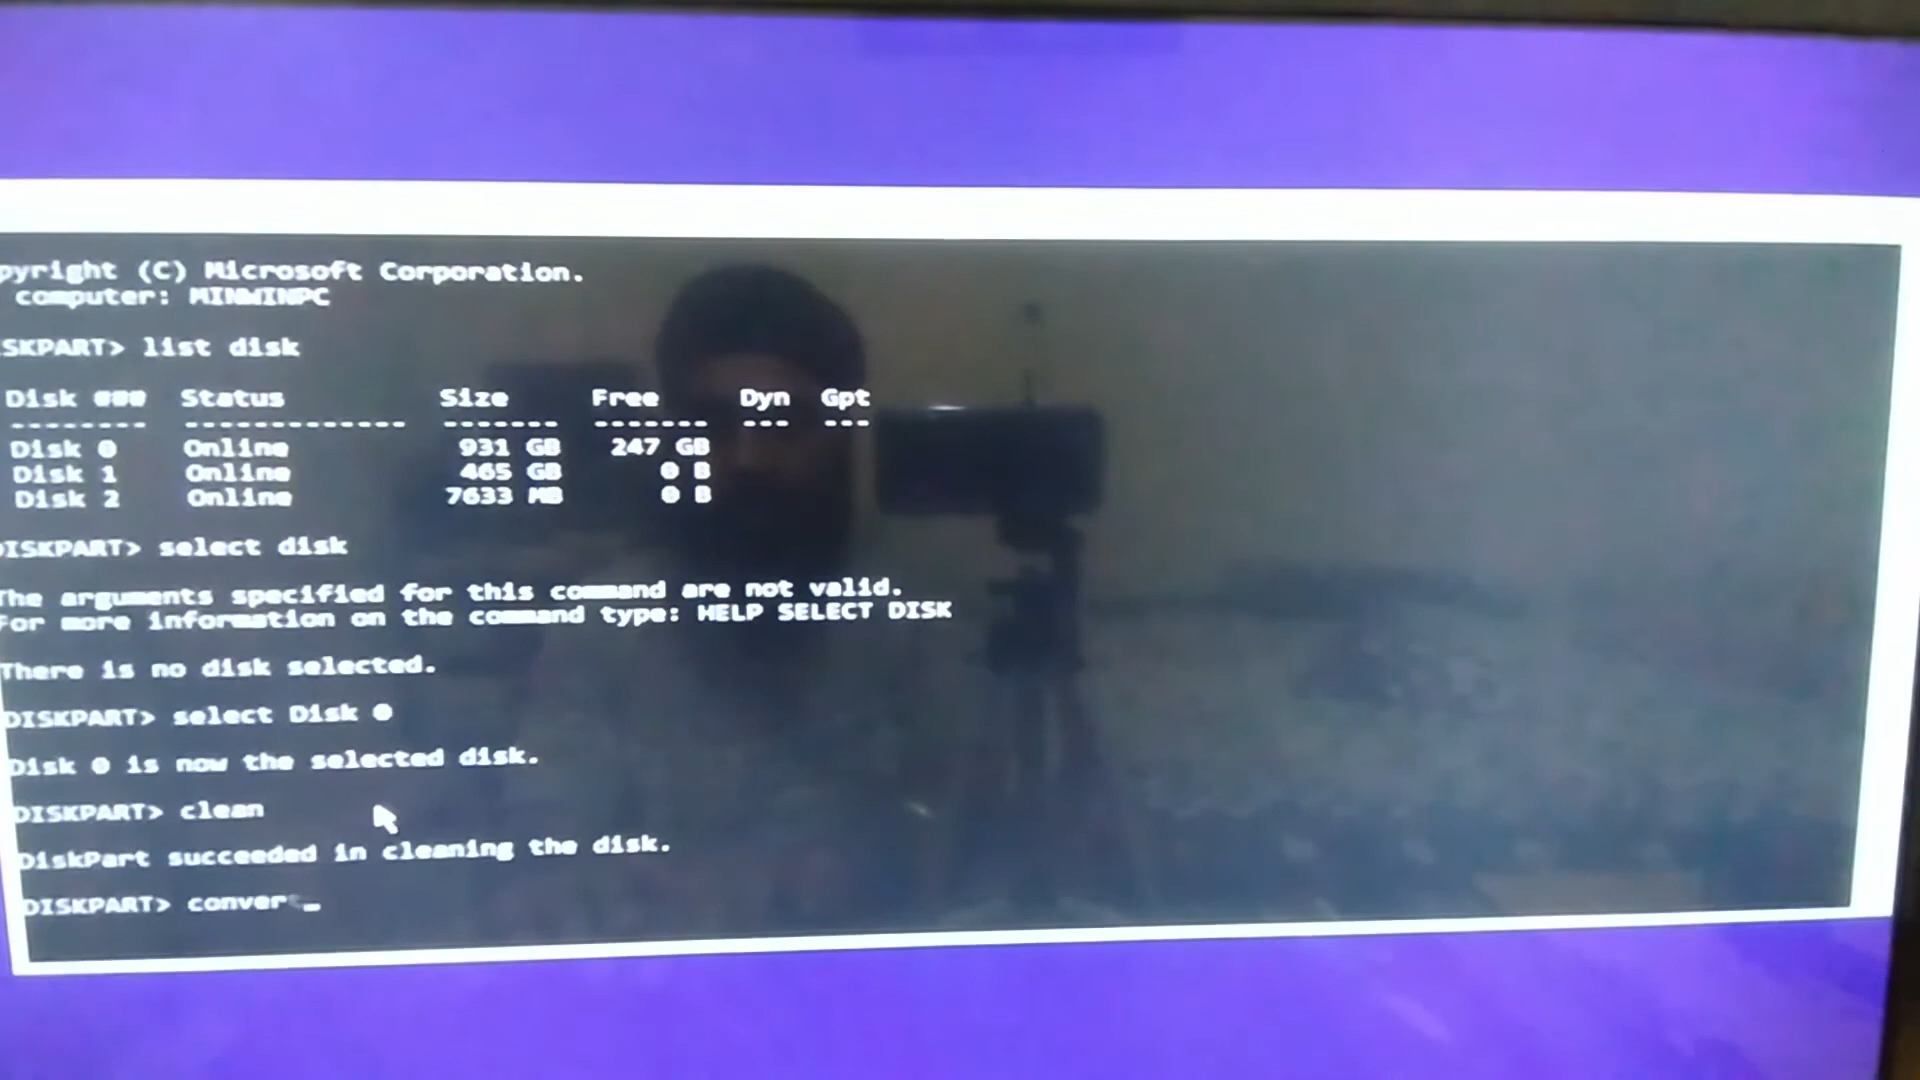 pyright (C) Microsoft Corporation.
computer: MININPC
SKPART> list disk
Disk ### Status Size Free Dyn Gpt
-------- ------------- ------- ------- --- ---
Disk 0 Online 931 GB 247 GB
Disk 1 Online 465 GB 0 B
Disk 2 Online 7633 MB 0 B
DISKPART> select disk
The arguments specified for this command are not valid.
For more information on the command type: HELP SELECT DISK
There is no disk selected.
DISKPART> select Disk 0
Disk 0 is now the selected disk.
DISKPART> clean
DiskPart succeeded in cleaning the disk.
DISKPART> conver_